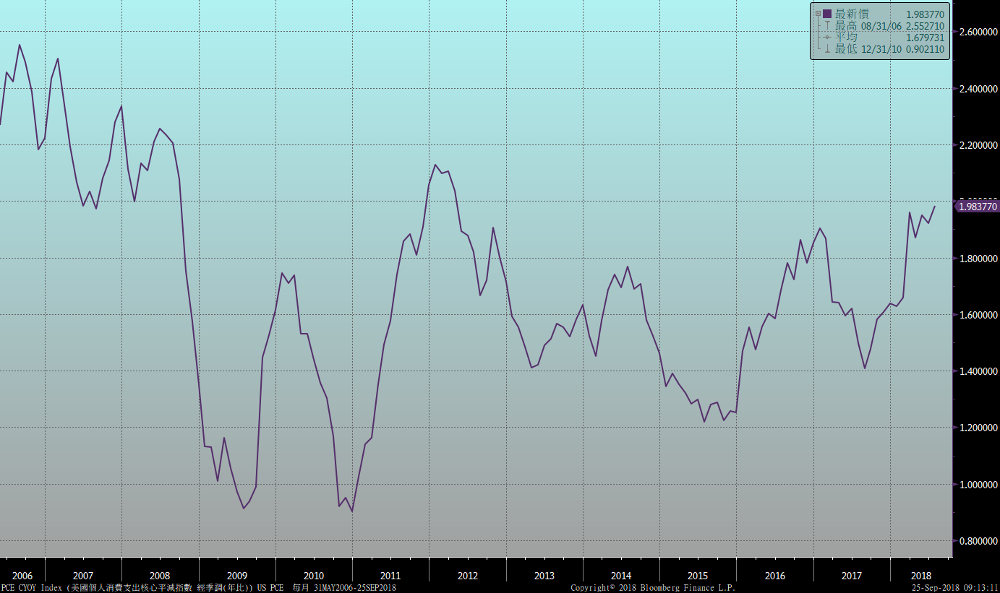 最新價 1.983770
最高 08/31/06 2.552710
平均 1.679731
最低 12/31/10 0.902110
2.600000
2.400000
2.200000
2.000000
1.983770
1.800000
1.600000
1.400000
1.200000
1.000000
0.800000
2006 2007 2008 2009 2010 2011 2012 2013 2014 2015 2016 2017 2018
PCE CYOY Index (美國個人消費支出核心平減指數 經季調(年比)) US PCE 每月 31MAY2006-25SEP2018 Copyright© 2018 Bloomberg Finance L.P. 25-Sep-2018 09:13:11